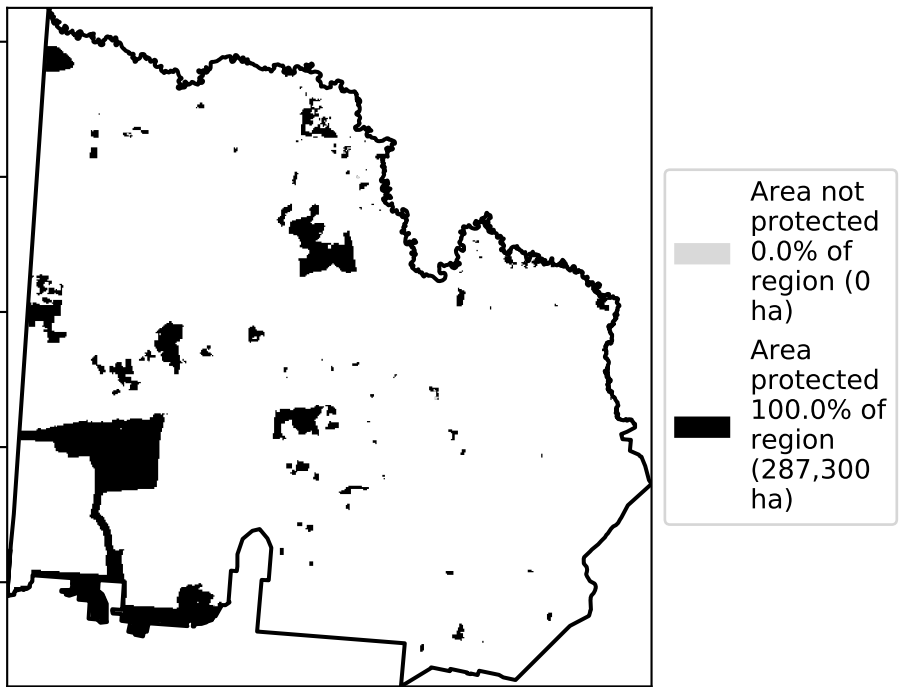 Area not
protected
0.0% of
region (0
ha)
Area
protected
100.0% of
region
(287,300
ha)